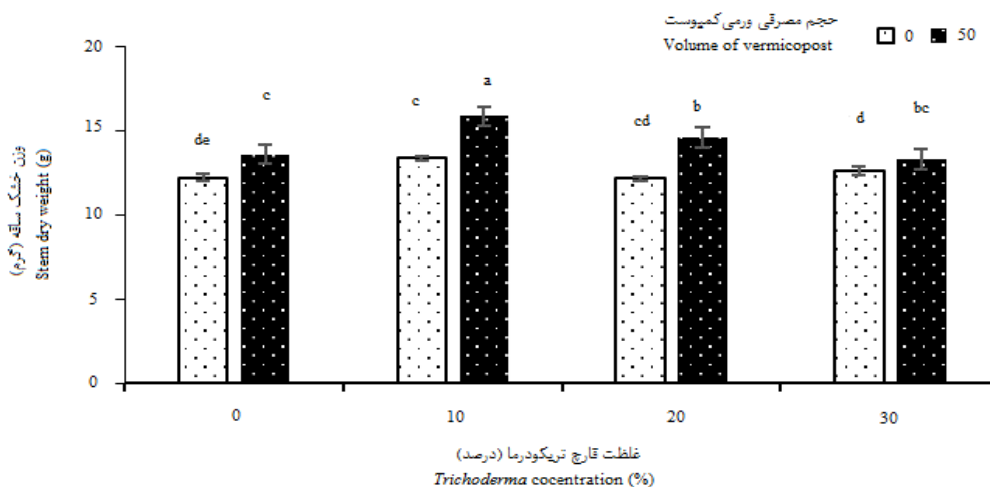 حجم مصرقی ورمی‌کمپوست
Volume of vermicopost
0 50
وزن خشک ساقه (گرم)
Stem dry weight (g)
20
15
10
5
0
de c
c a
cd b
d bc
0 10 20 30
غلظت قارچ تریکودرما (درصد)
Trichoderma cocentration (%)